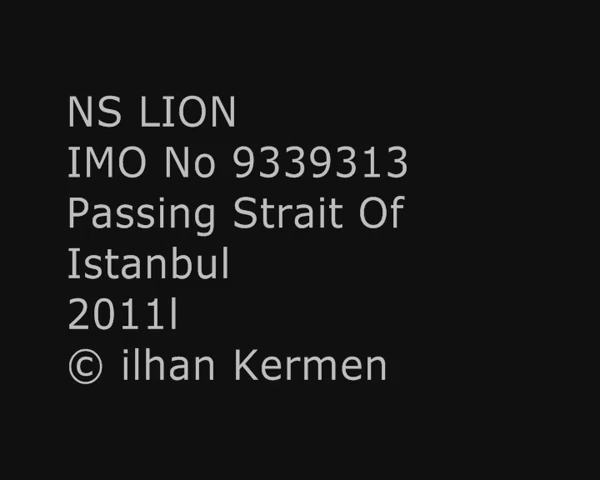 NS LION
IMO No 9339313
Passing Strait Of
Istanbul
2011l
© ilhan Kermen